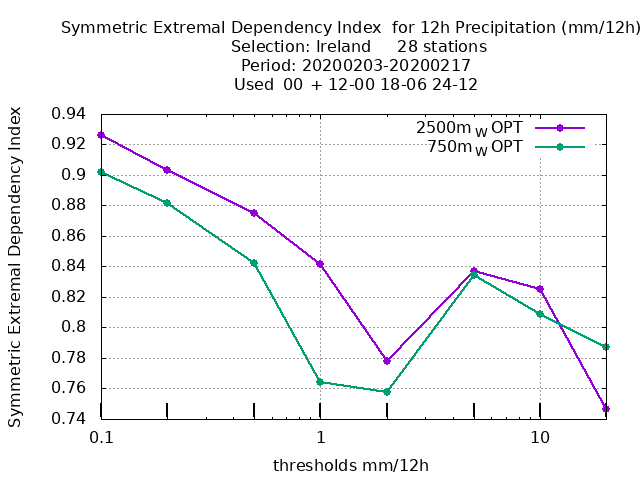 Symmetric Extremal Dependency Index for 12h Precipitation (mm/12h)
Selection: Ireland 28 stations
Period: 20200203-20200217
Used 00 + 12-00 18-06 24-12
Symmetric Extremal Dependency Index
0.94
0.92
0.9
0.88
0.86
0.84
0.82
0.8
0.78
0.76
0.74
2500m W OPT
750m W OPT
0.1 1 10
thresholds mm/12h